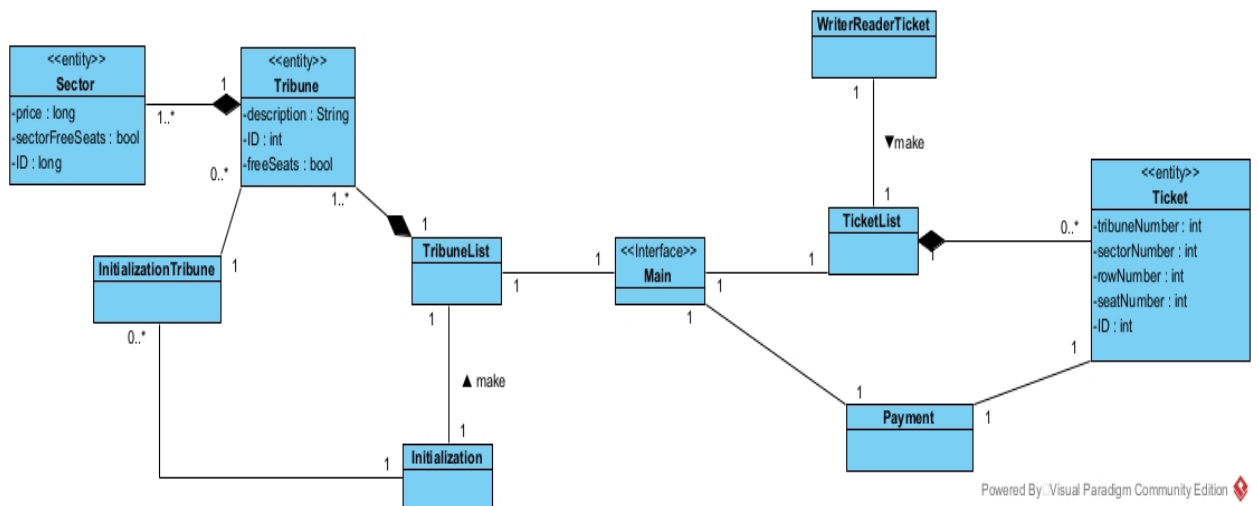 WriterReaderTicket
1
▼make
1
<<entity>>
Sector
-price : long
-sectorFreeSeats : bool
-ID : long
1..*
1
<<entity>>
Tribune
-description : String
-ID : int
-freeSeats : bool
0..*
1..*
1
InitializationTribune
1
0..*
TribuneList
1
1
▲ make
1
1
Initialization
1
<<Interface>>
Main
1
1
1
TicketList
1
0..*
<<entity>>
Ticket
-tribuneNumber : int
-sectorNumber : int
-rowNumber : int
-seatNumber : int
-ID : int
1
1
Payment
1
Powered By Visual Paradigm Community Edition